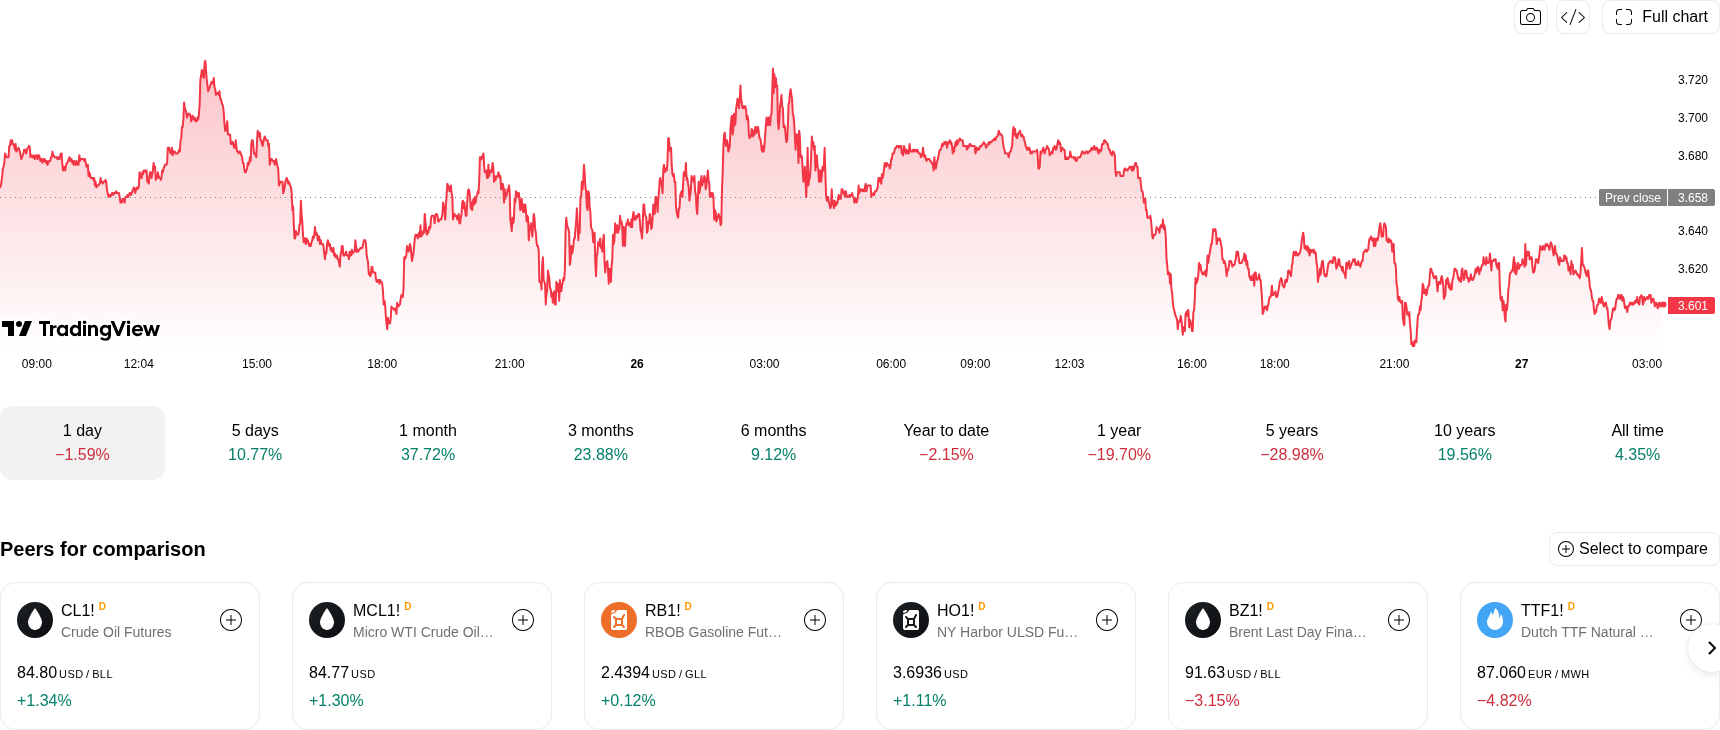 Full chart
3.720
3.700
3.680
Prev close 3.658
3.640
3.620
3.601
TradingView
09:00 12:04 15:00 18:00 21:00 26 03:00 06:00 09:00 12:03 16:00 18:00 21:00 27 03:00
1 day 5 days 1 month 3 months 6 months Year to date 1 year 5 years 10 years All time
−1.59% 10.77% 37.72% 23.88% 9.12% −2.15% −19.70% −28.98% 19.56% 4.35%
Peers for comparison
Select to compare
CL1! D
Crude Oil Futures
84.80 USD / BLL
+1.34%
MCL1! D
Micro WTI Crude Oil…
84.77 USD
+1.30%
RB1! D
RBOB Gasoline Fut…
2.4394 USD / GLL
+0.12%
HO1! D
NY Harbor ULSD Fu…
3.6936 USD
+1.11%
BZ1! D
Brent Last Day Fina…
91.63 USD / BLL
−3.15%
TTF1! D
Dutch TTF Natural …
87.060 EUR / MWH
−4.82%